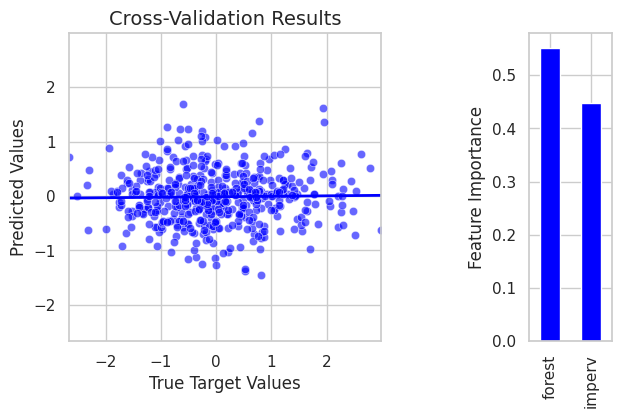 Cross-Validation Results
Predicted Values
2
1
0
−1
−2
−2
−1
0
1
2
True Target Values
Feature Importance
0.5
0.4
0.3
0.2
0.1
0.0
forest
imperv